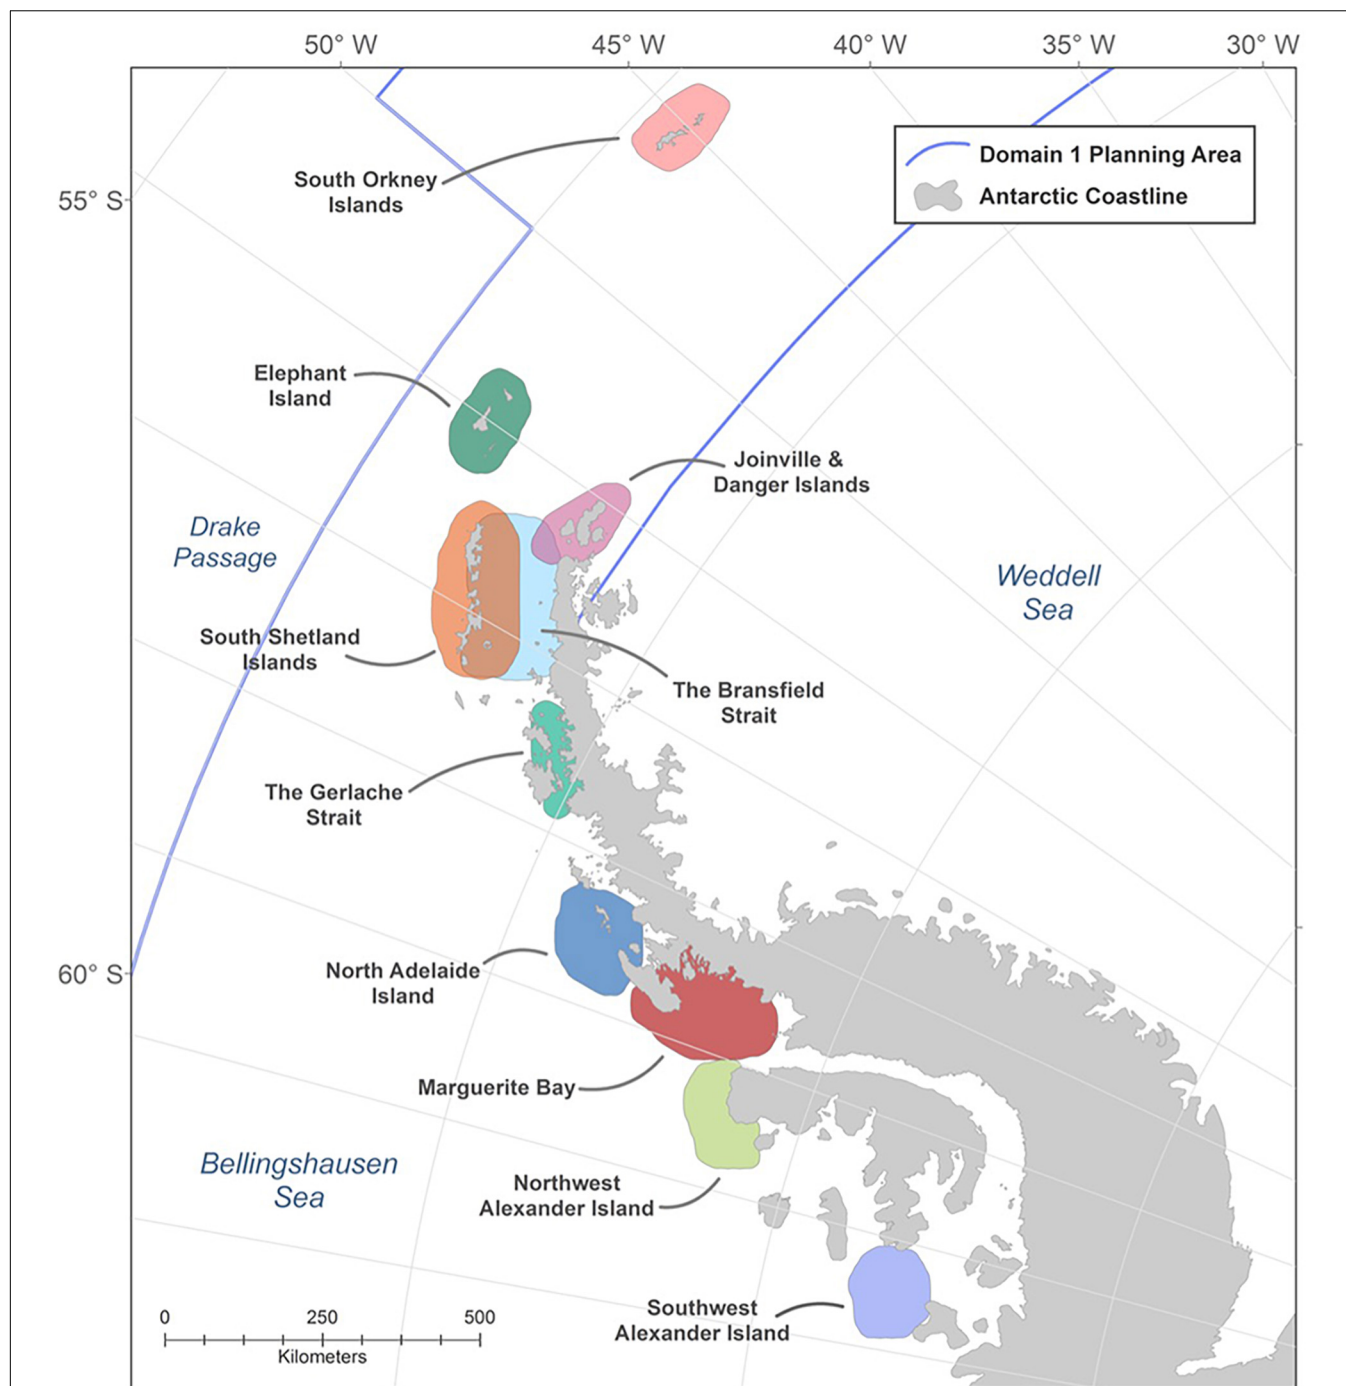 50° W
45° W
40° W
35° W
30° W
55° S
60° S
Domain 1 Planning Area
Antarctic Coastline
South Orkney
Islands
Elephant
Island
Joinville &
Danger Islands
Drake
Passage
Weddell
Sea
South Shetland
Islands
The Bransfield
Strait
The Gerlache
Strait
North Adelaide
Island
Marguerite Bay
Bellingshausen
Sea
Northwest
Alexander Island
Southwest
Alexander Island
0 250 500
Kilometers